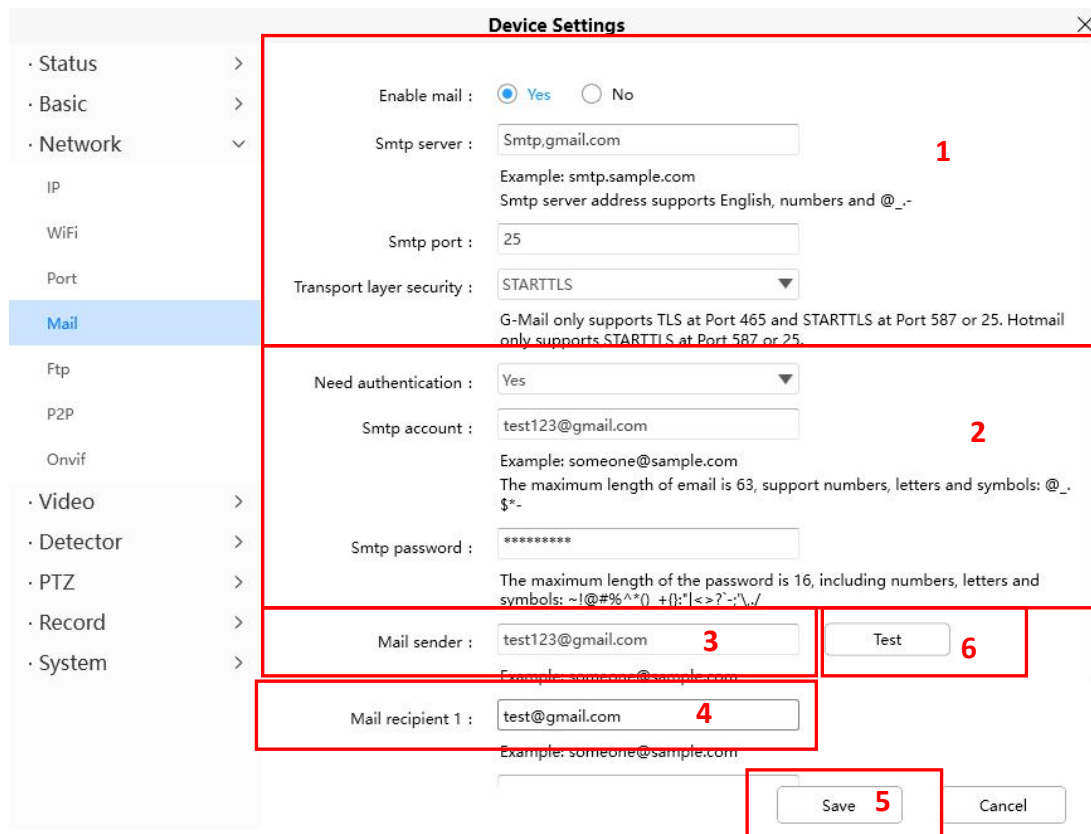 Device Settings
· Status
· Basic
· Network
IP
WiFi
Port
Mail
Ftp
P2P
Onvif
· Video
· Detector
· PTZ
· Record
· System
Enable mail : Yes No
Smtp server : Smtp,gmail.com
1
Example: smtp.sample.com
Smtp server address supports English, numbers and @_.-
Smtp port : 25
Transport layer security : STARTTLS
G-Mail only supports TLS at Port 465 and STARTTLS at Port 587 or 25. Hotmail
only supports STARTTLS at Port 587 or 25.
Need authentication : Yes
Smtp account : test123@gmail.com
2
Example: someone@sample.com
The maximum length of email is 63, support numbers, letters and symbols: @_.
$*-
Smtp password : *********
The maximum length of the password is 16, including numbers, letters and
symbols: ~!@#%^*()_+{}:"|<>?`-;'\,./
Mail sender : test123@gmail.com 3 Test 6
Example: someone@sample.com
Mail recipient 1 : test@gmail.com 4
Example: someone@sample.com
Save 5 Cancel